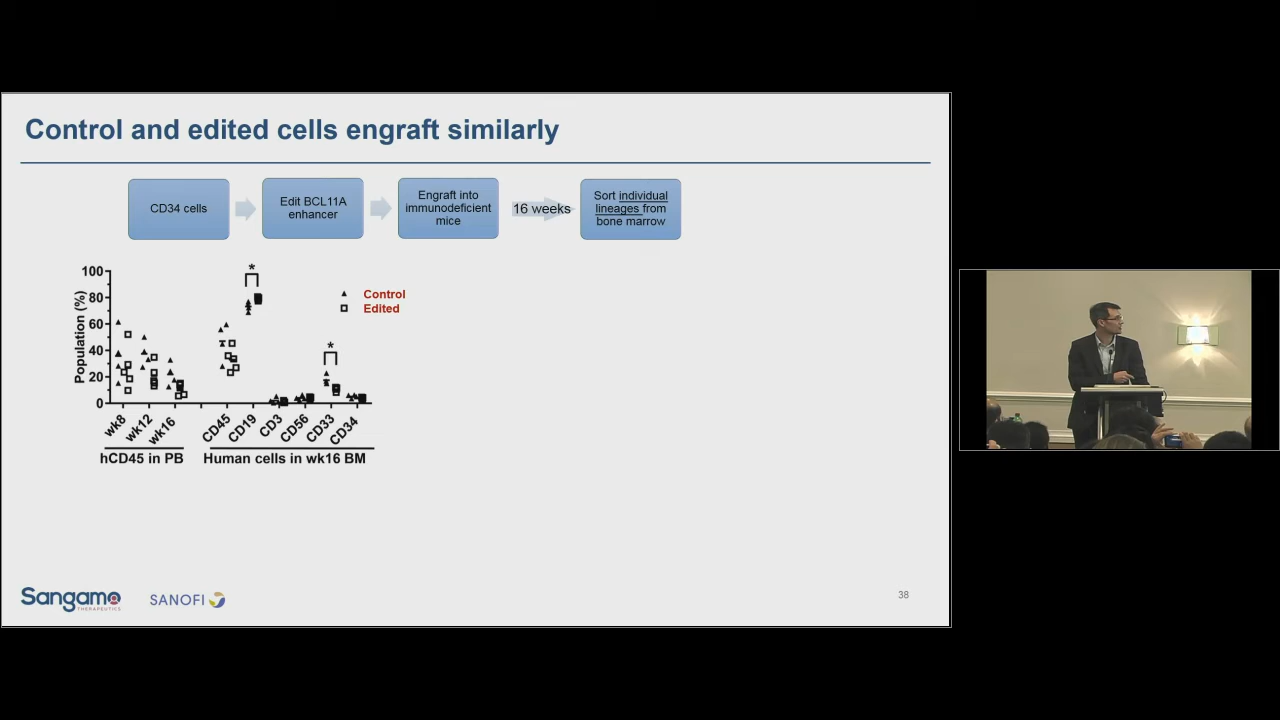 Control and edited cells engraft similarly
CD34 cells
Edit BCL11A
enhancer
Engraft into
immunodeficient
mice
16 weeks
Sort individual
lineages from
bone marrow
*
*
Control
Edited
Population (%)
100
80
60
40
20
0
wk8
wk12
wk16
CD45
CD19
CD3
CD56
CD33
CD34
hCD45 in PB
Human cells in wk16 BM
Sangamo
THERAPEUTICS
SANOFI
38